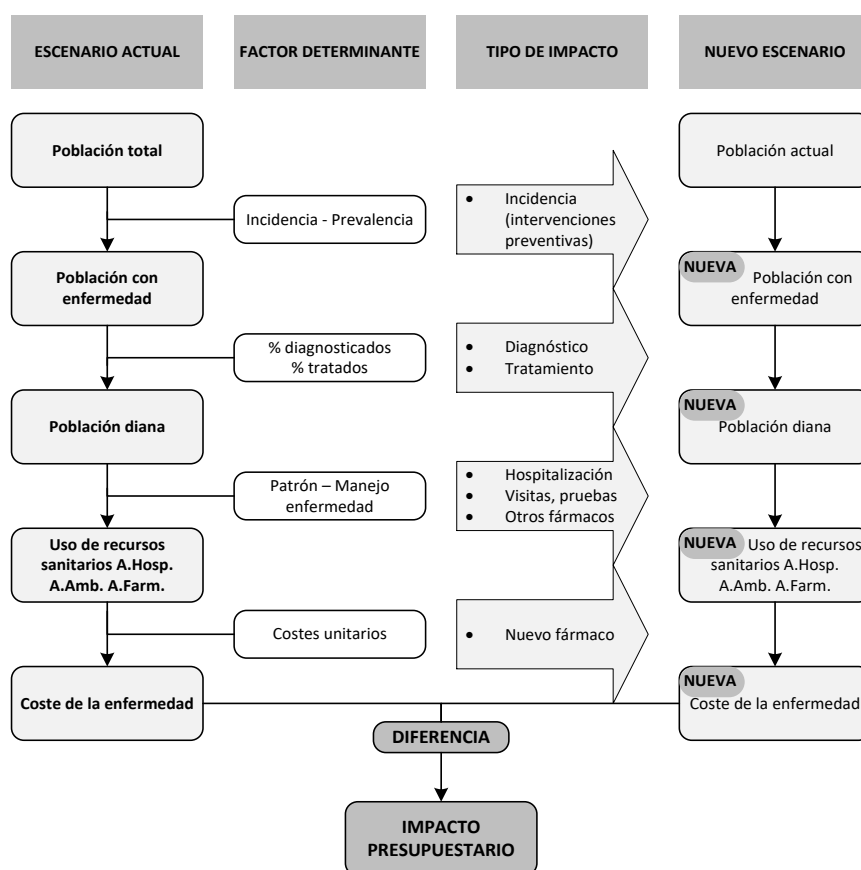 ESCENARIO ACTUAL
FACTOR DETERMINANTE
TIPO DE IMPACTO
NUEVO ESCENARIO
Población total
Población actual
Incidencia - Prevalencia
• Incidencia
(intervenciones
preventivas)
Población con
enfermedad
NUEVA
Población con
enfermedad
% diagnosticados
% tratados
• Diagnóstico
• Tratamiento
Población diana
NUEVA
Población diana
Patrón – Manejo
enfermedad
• Hospitalización
• Visitas, pruebas
• Otros fármacos
Uso de recursos
sanitarios A.Hosp.
A.Amb. A.Farm.
NUEVA Uso de recursos
sanitarios A.Hosp.
A.Amb. A.Farm.
Costes unitarios
• Nuevo fármaco
Coste de la enfermedad
NUEVA
Coste de la enfermedad
DIFERENCIA
IMPACTO
PRESUPUESTARIO